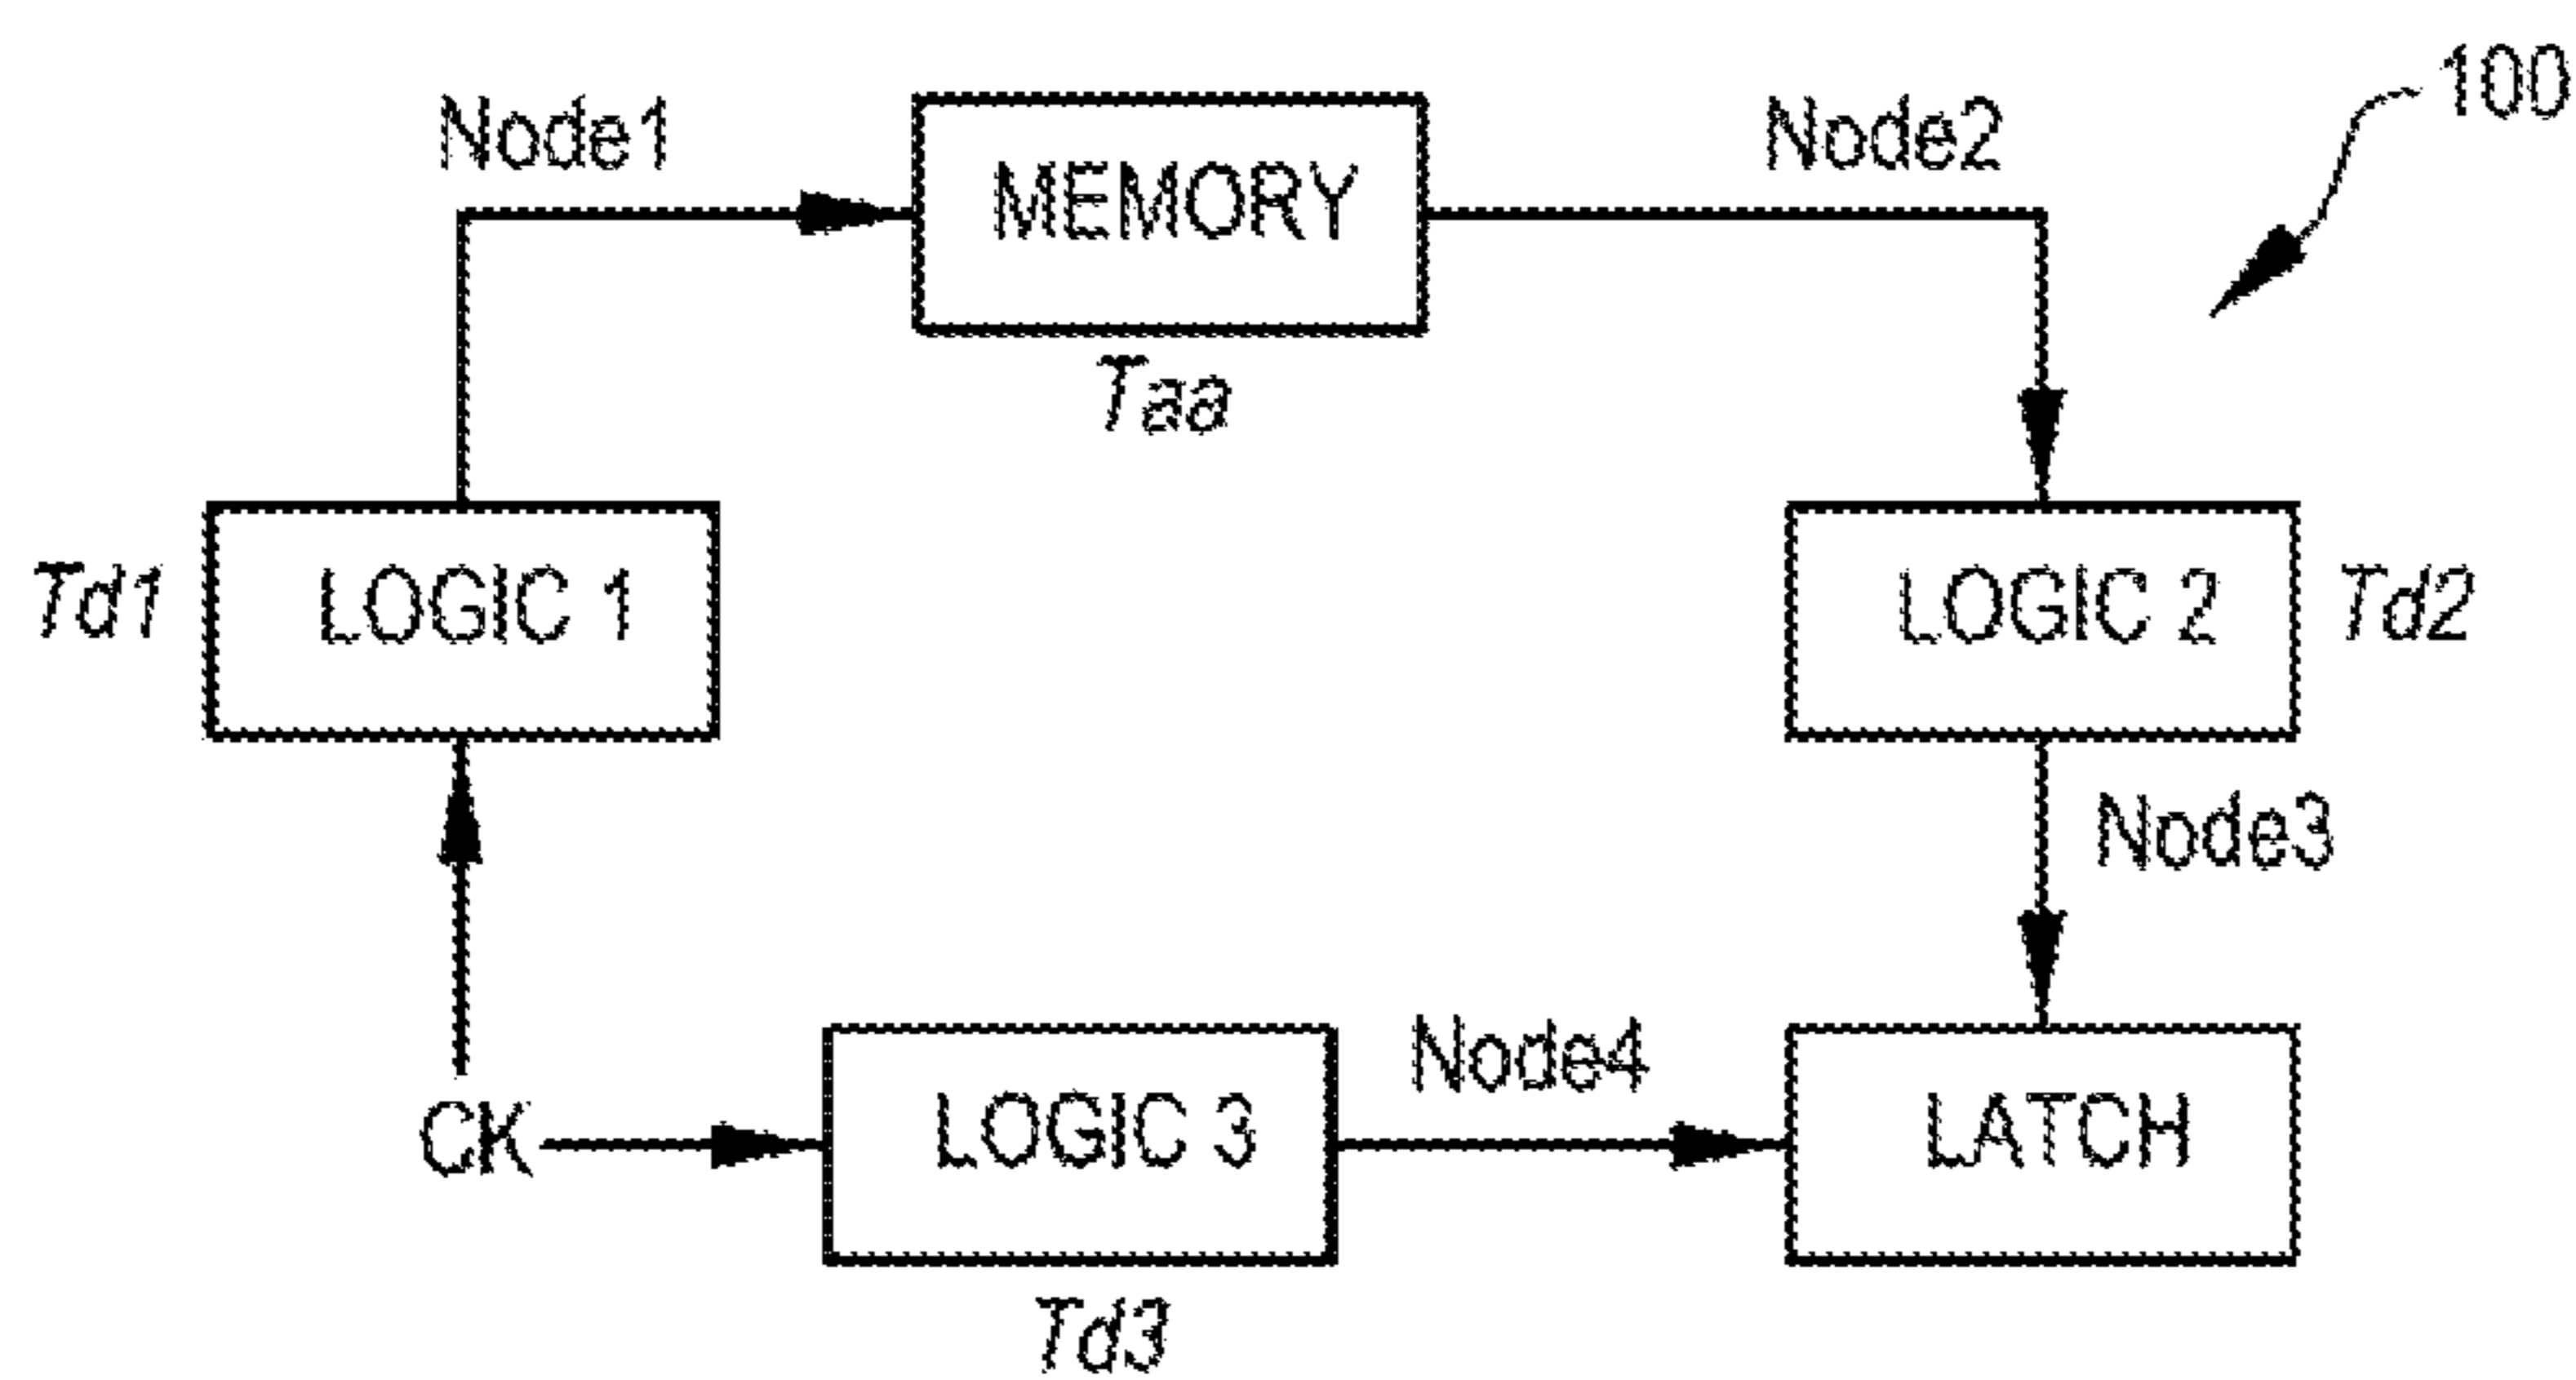 100
Node1
MEMORY
Node2
Taa
Td1
LOGIC 1
LOGIC 2
Td2
Node3
CK
LOGIC 3
Node4
LATCH
Td3